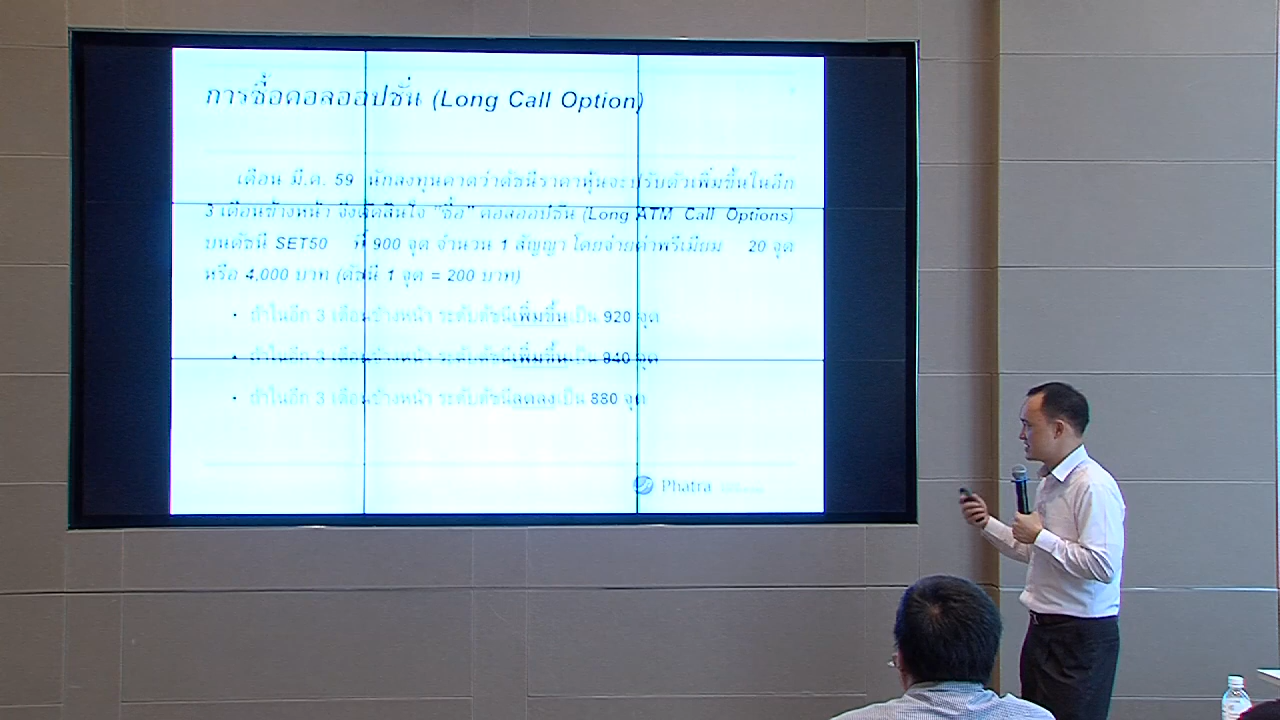 การซื้อคอลออปชั่น (Long Call Option)
เดือน มี.ค. 59 นักลงทุนคาดว่าดัชนีราคาหุ้นจะปรับตัวเพิ่มขึ้นในอีก
3 เดือนข้างหน้า จึงตัดสินใจ "ซื้อ" คอลออปชั่น (Long ATM Call Options)
บนดัชนี SET50 ที่ 900 จุด จำนวน 1 สัญญา โดยจ่ายค่าพรีเมียม 20 จุด
หรือ 4,000 บาท (ดัชนี 1 จุด = 200 บาท)
• ถ้าในอีก 3 เดือนข้างหน้า ระดับดัชนีเพิ่มขึ้นเป็น 920 จุด
• ถ้าในอีก 3 เดือนข้างหน้า ระดับดัชนีเพิ่มขึ้นเป็น 940 จุด
• ถ้าในอีก 3 เดือนข้างหน้า ระดับดัชนีลดลงเป็น 880 จุด
Phatra